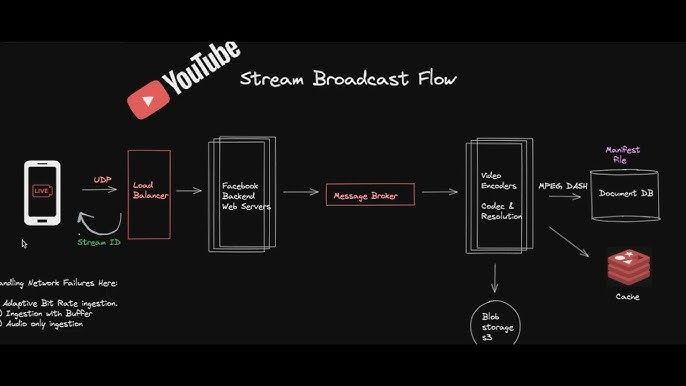 YouTube
Stream Broadcast Flow
LIVE
UDP
Stream ID
Load
Balancer
Facebook
Backend
Web Servers
Message Broker
Video
Encoders
Codec &
Resolution
MPEG DASH
Manifest
file
Document DB
Cache
Blob
storage
s3
andling Network Failures Here:
Adaptive Bit Rate ingestion.
) Ingestion with Buffer
) Audio only ingestion